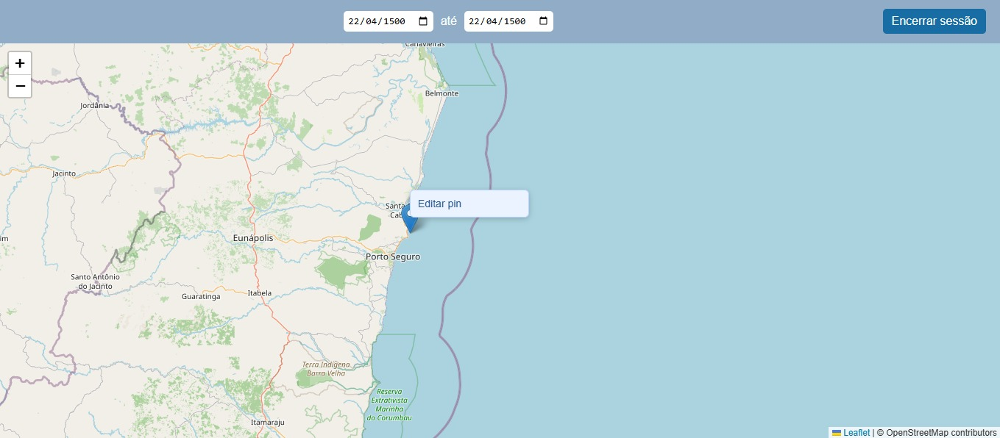 22/04/1500 até 22/04/1500 Encerrar sessão
+
−
Canavieiras
Belmonte
Jordânia
Jacinto
Editar pin
Santa
Cab
im
Eunápolis
Porto Seguro
Santo Antônio
do Jacinto
Guaratinga
Itabela
Terra Indígena
Barra Velha
Reserva
Extrativista
Marinha
do Corumbau
Itamaraju
Leaflet | © OpenStreetMap contributors